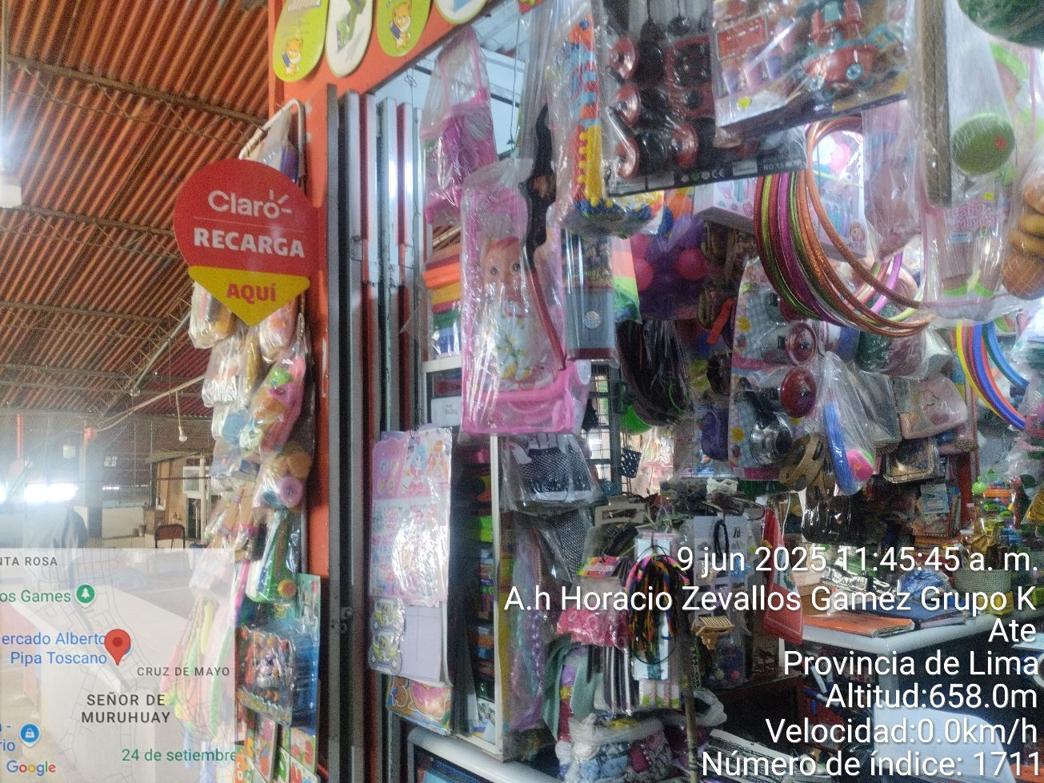 Claro
RECARGA
AQUÍ
9 jun 2025 11:45:45 a. m.
A.h Horacio Zevallos Gamez Grupo K
Ate
Provincia de Lima
Altitud:658.0m
Velocidad:0.0km/h
Número de índice: 1711
NTA ROSA
os Games
ercado Alberto
Pipa Toscano
CRUZ DE MAYO
SEÑOR DE
MURUHUAY
rio
24 de setiembre
Google